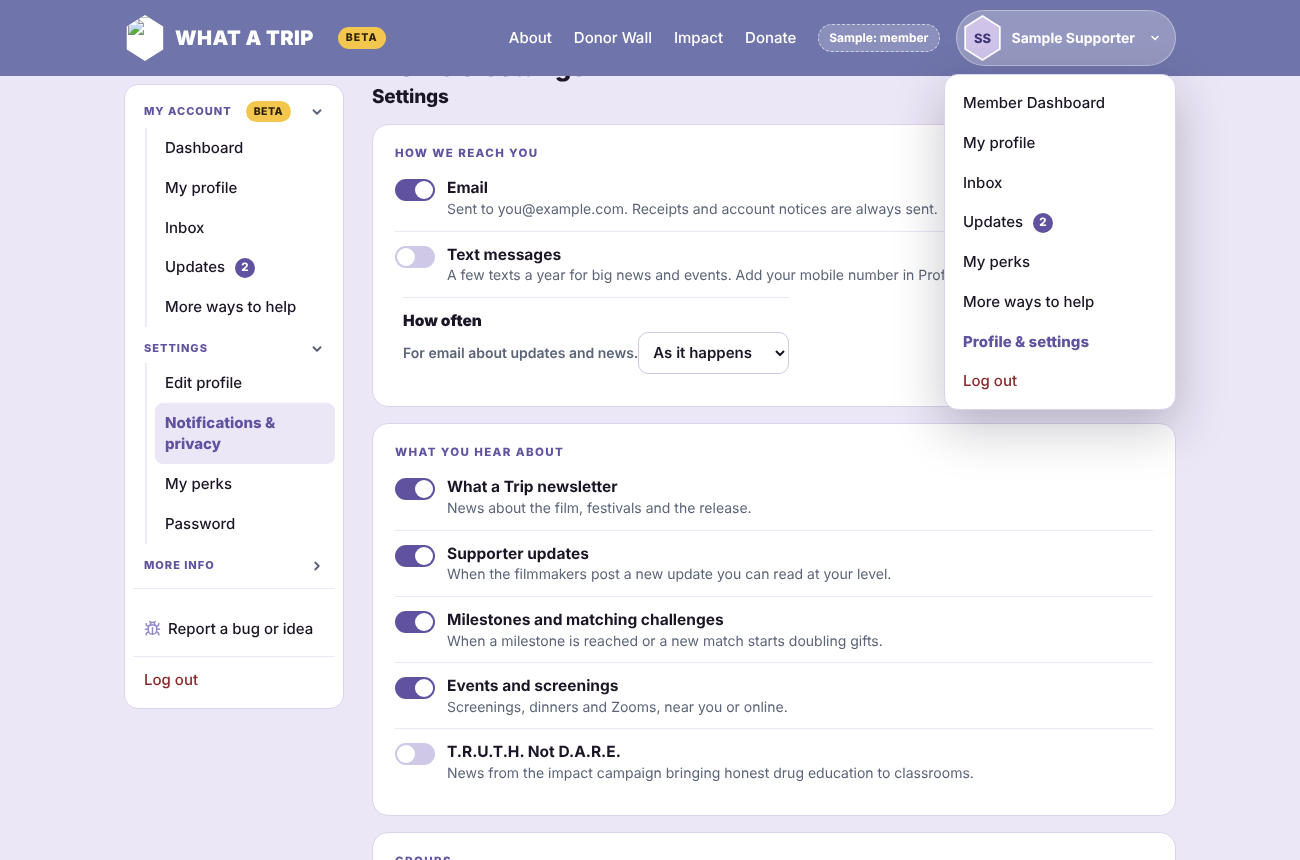 WHAT A TRIP
BETA
About
Donor Wall
Impact
Donate
Sample: member
SS
Sample Supporter
MY ACCOUNT
BETA
Dashboard
My profile
Inbox
Updates 2
More ways to help
SETTINGS
Edit profile
Notifications &
privacy
My perks
Password
MORE INFO
Report a bug or idea
Log out
Settings
HOW WE REACH YOU
Email
Sent to you@example.com. Receipts and account notices are always sent.
Text messages
A few texts a year for big news and events. Add your mobile number in
How often
For email about updates and news.
As it happens
Member Dashboard
My profile
Inbox
Updates 2
My perks
More ways to help
Profile & settings
Log out
WHAT YOU HEAR ABOUT
What a Trip newsletter
News about the film, festivals and the release.
Supporter updates
When the filmmakers post a new update you can read at your level.
Milestones and matching challenges
When a milestone is reached or a new match starts doubling gifts.
Events and screenings
Screenings, dinners and Zooms, near you or online.
T.R.U.T.H. Not D.A.R.E.
News from the impact campaign bringing honest drug education to classrooms.